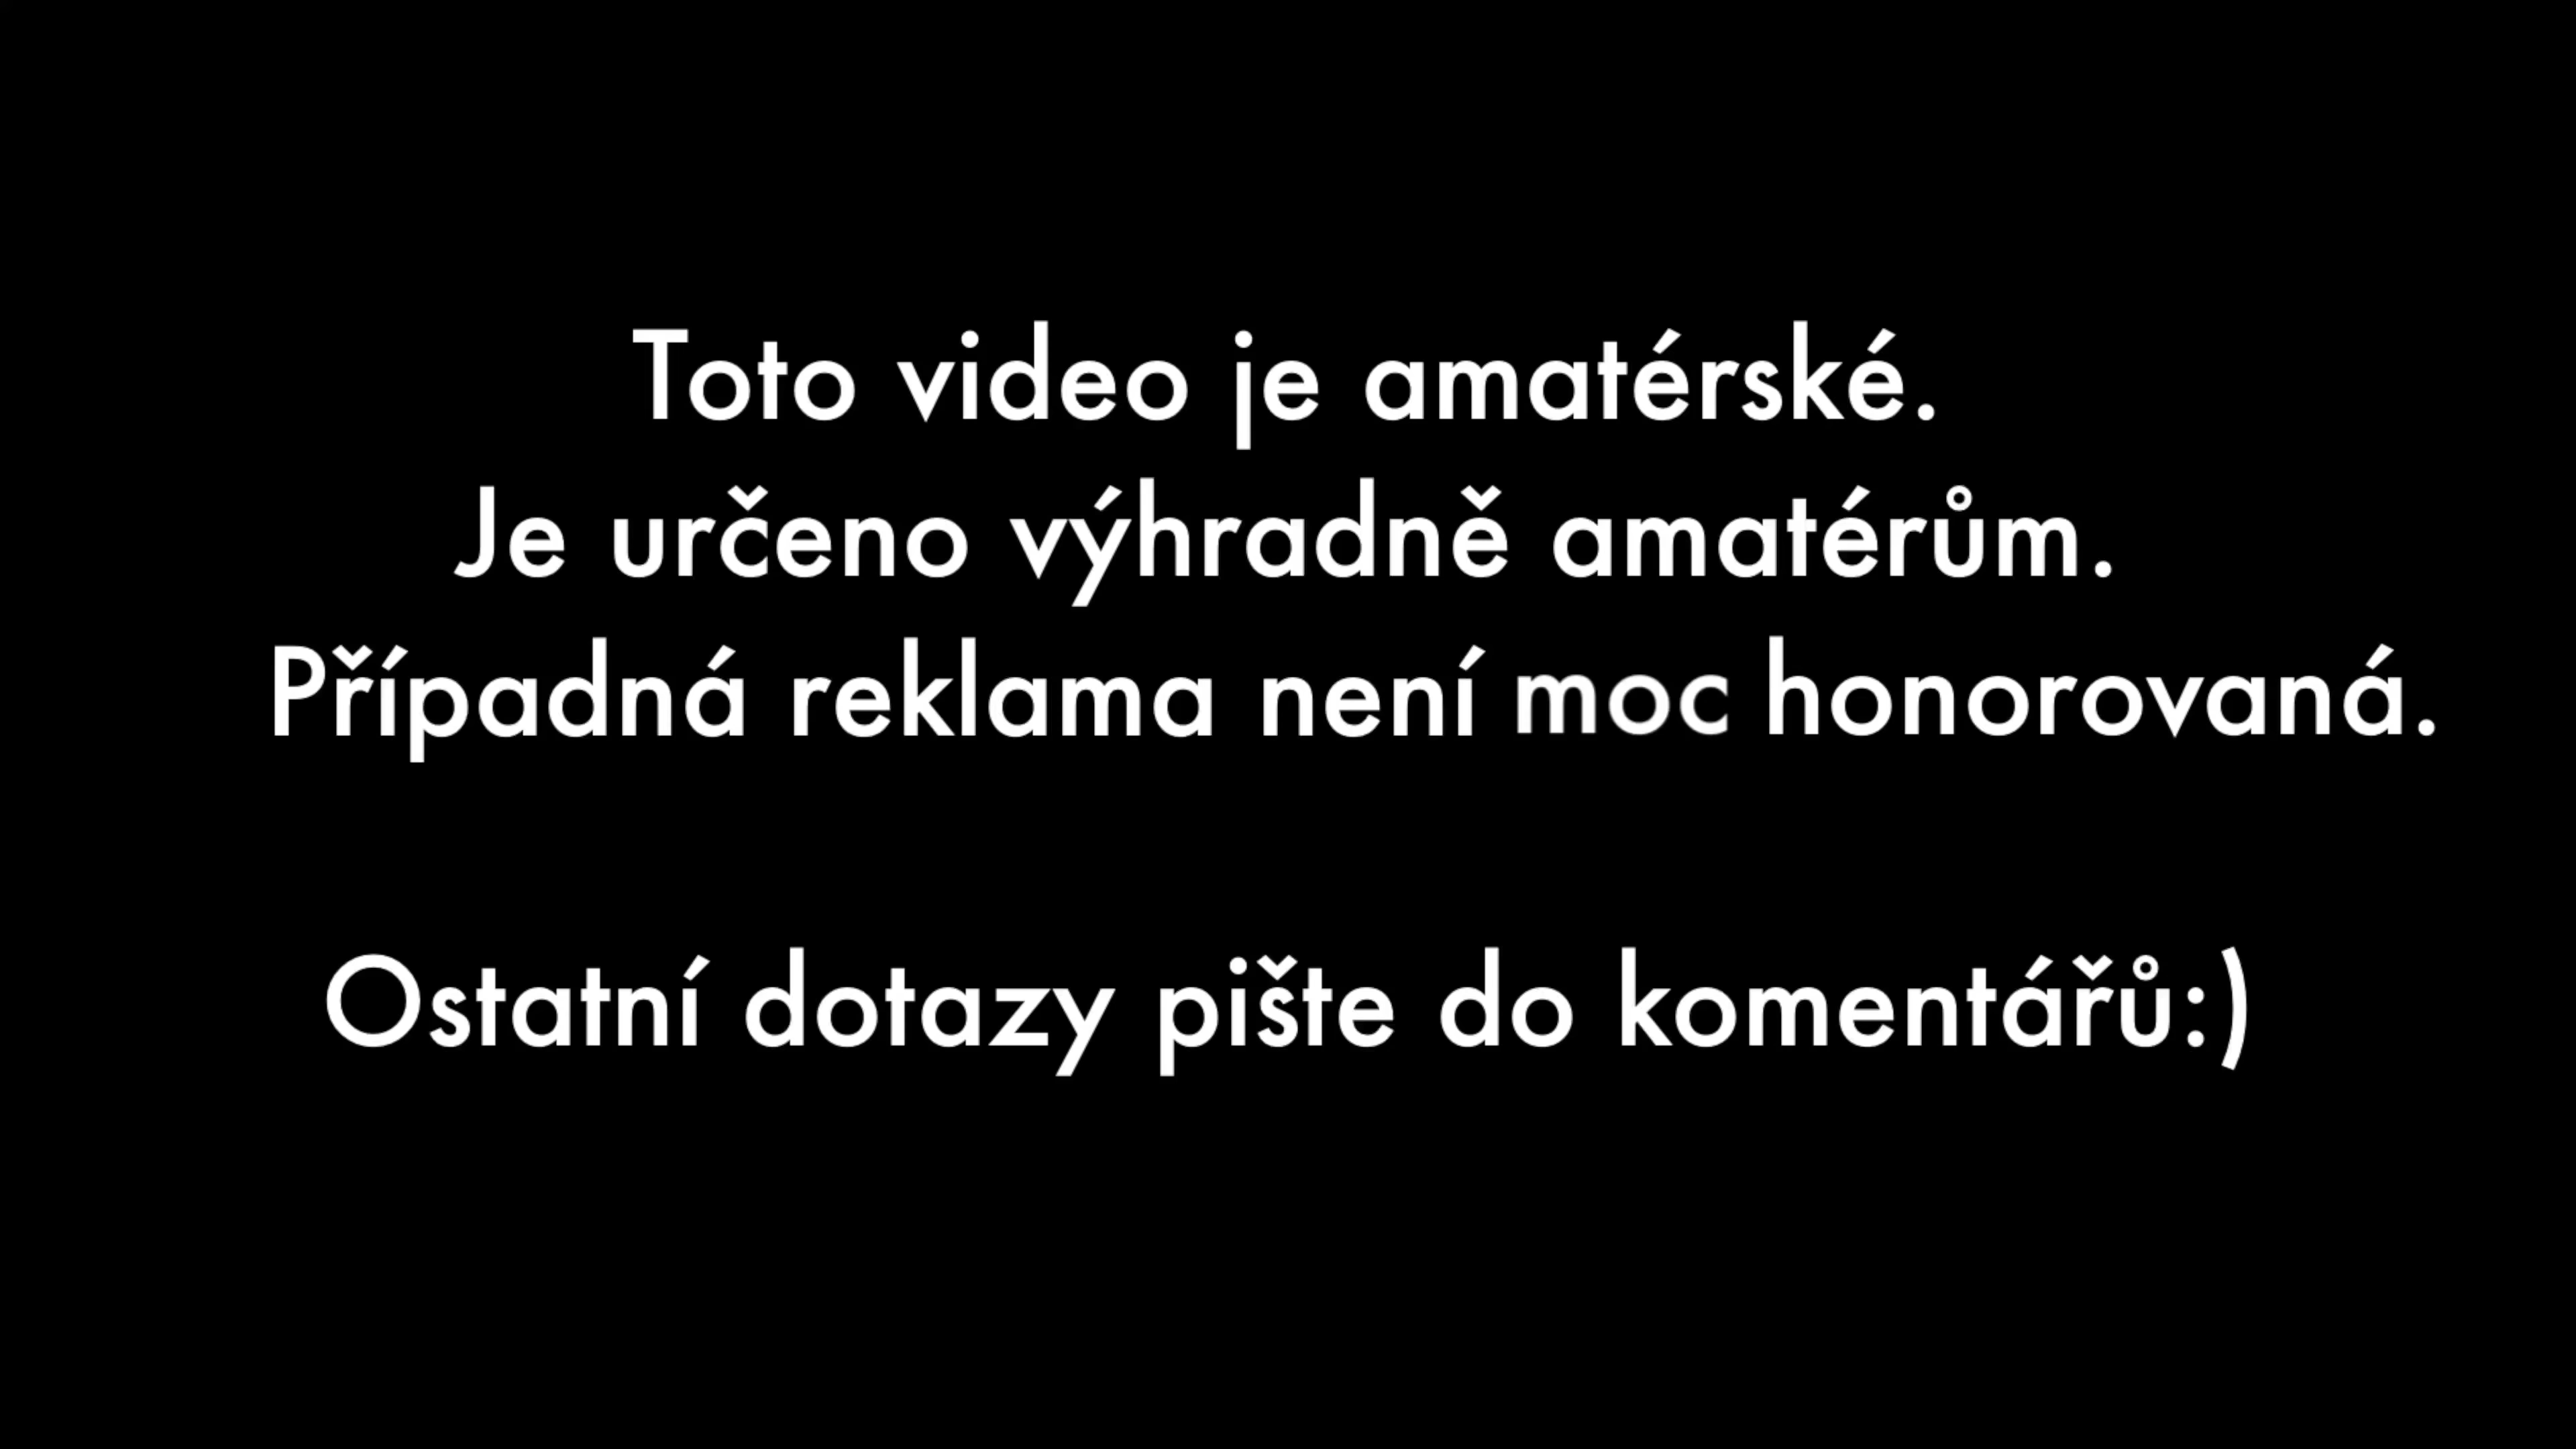 Toto video je amatérské.
Je určeno výhradně amatérům.
Případná reklama není moc honorovaná.
Ostatní dotazy pište do komentářů:)